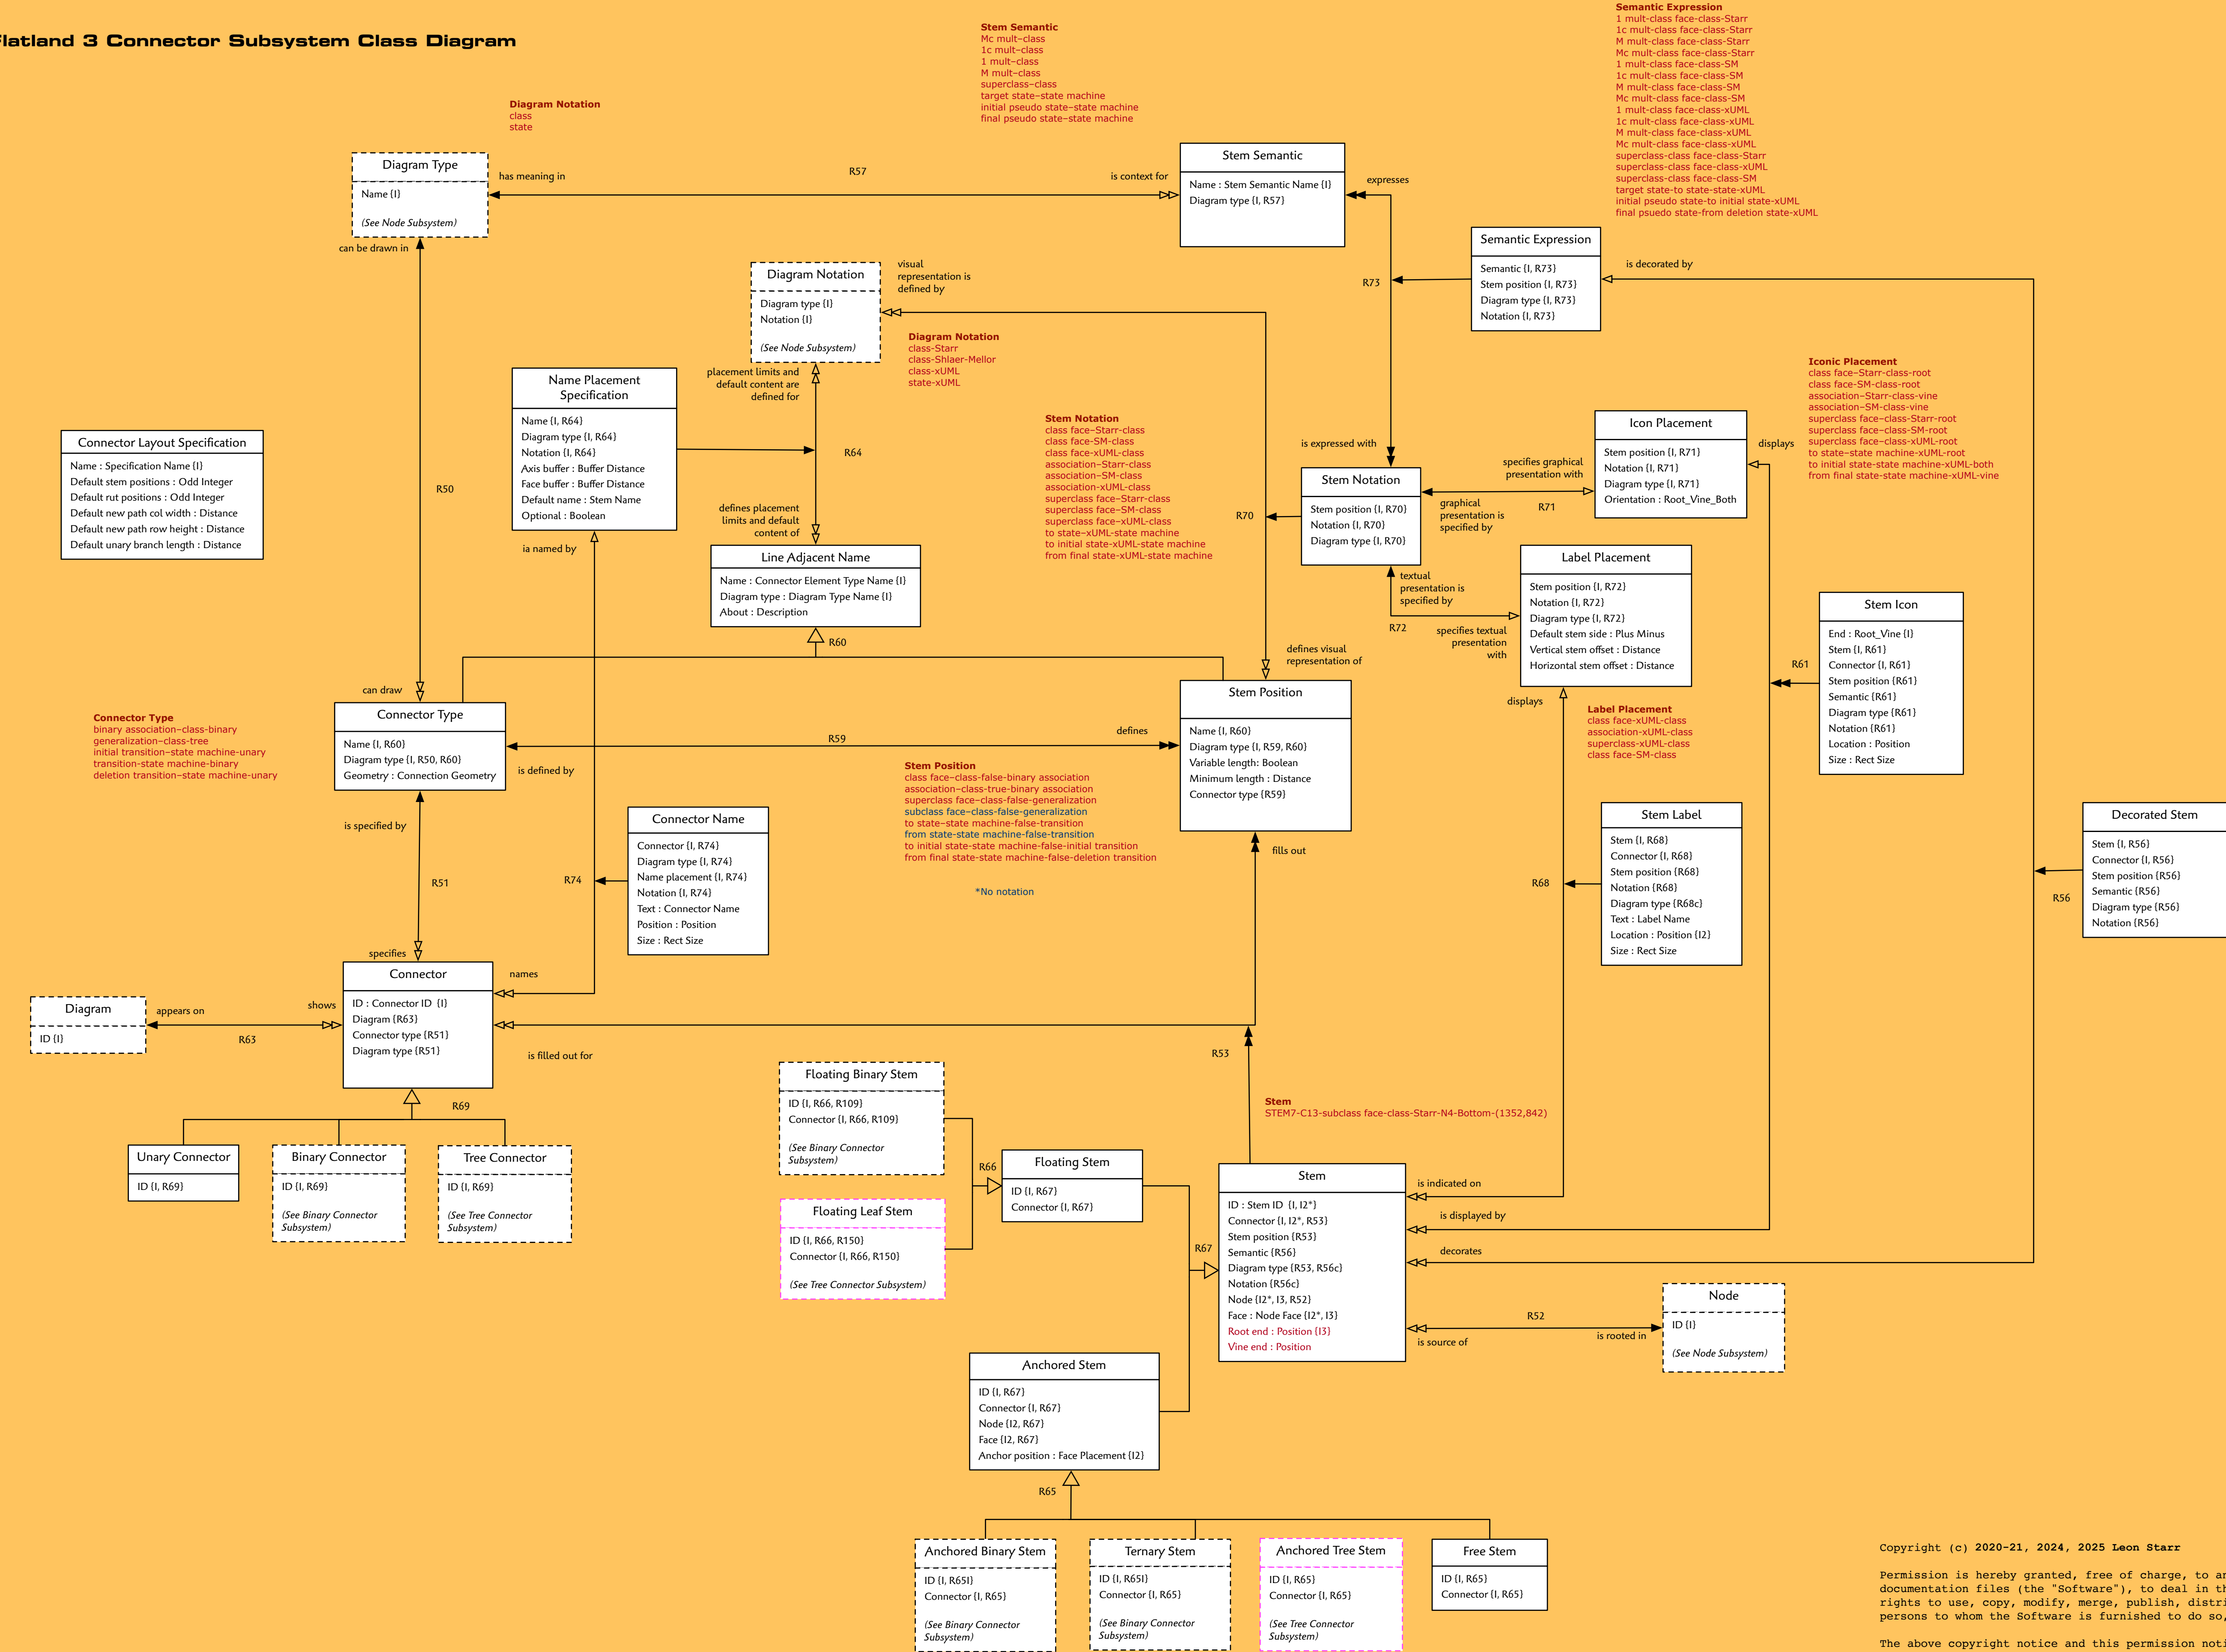 Flatland 3 Connector Subsystem Class Diagram
Stem Semantic
Mc mult–class
1c mult–class
1 mult–class
M mult–class
superclass–class
target state–state machine
initial pseudo state–state machine
final pseudo state–state machine
Semantic Expression
1 mult-class face-class-Starr
1c mult-class face-class-Starr
M mult-class face-class-Starr
Mc mult-class face-class-Starr
1 mult-class face-class-SM
1c mult-class face-class-SM
M mult-class face-class-SM
Mc mult-class face-class-SM
1 mult-class face-class-xUML
1c mult-class face-class-xUML
M mult-class face-class-xUML
Mc mult-class face-class-xUML
superclass-class face-class-Starr
superclass-class face-class-xUML
superclass-class face-class-SM
target state-to state-state-xUML
initial pseudo state-to initial state-xUML
final psuedo state-from deletion state-xUML
Diagram Notation
class
state
Diagram Type
Name {I}
(See Node Subsystem)
has meaning in
R57
is context for
Stem Semantic
Name : Stem Semantic Name {I}
Diagram type {I, R57}
expresses
can be drawn in
Semantic Expression
Semantic {I, R73}
Stem position {I, R73}
Diagram type {I, R73}
Notation {I, R73}
is decorated by
R73
Diagram Notation
Diagram type {I}
Notation {I}
(See Node Subsystem)
visual
representation is
defined by
Diagram Notation
class-Starr
class-Shlaer-Mellor
class-xUML
state-xUML
placement limits and
default content are
defined for
Name Placement
Specification
Name {I, R64}
Diagram type {I, R64}
Notation {I, R64}
Axis buffer : Buffer Distance
Face buffer : Buffer Distance
Default name : Stem Name
Optional : Boolean
R64
Iconic Placement
class face–Starr-class-root
class face-SM-class-root
association–Starr-class-vine
association–SM-class-vine
superclass face–class-Starr-root
superclass face–class-SM-root
superclass face–class-xUML-root
to state–state machine-xUML-root
to initial state-state machine-xUML-both
from final state-state machine-xUML-vine
Connector Layout Specification
Name : Specification Name {I}
Default stem positions : Odd Integer
Default rut positions : Odd Integer
Default new path col width : Distance
Default new path row height : Distance
Default unary branch length : Distance
R50
Stem Notation
class face–Starr-class
class face-SM-class
class face-xUML-class
association–Starr-class
association–SM-class
association-xUML-class
superclass face–Starr-class
superclass face–SM-class
superclass face–xUML-class
to state–xUML-state machine
to initial state-xUML-state machine
from final state-xUML-state machine
Icon Placement
Stem position {I, R71}
Notation {I, R71}
Diagram type {I, R71}
Orientation : Root_Vine_Both
displays
is expressed with
specifies graphical
presentation with
Stem Notation
Stem position {I, R70}
Notation {I, R70}
Diagram type {I, R70}
R71
graphical
presentation is
specified by
R70
defines placement
limits and default
content of
ia named by
Line Adjacent Name
Name : Connector Element Type Name {I}
Diagram type : Diagram Type Name {I}
About : Description
R60
Label Placement
Stem position {I, R72}
Notation {I, R72}
Diagram type {I, R72}
Default stem side : Plus Minus
Vertical stem offset : Distance
Horizontal stem offset : Distance
textual
presentation is
specified by
R72
specifies textual
presentation
with
Stem Icon
End : Root_Vine {I}
Stem {I, R61}
Connector {I, R61}
Stem position {R61}
Semantic {R61}
Diagram type {R61}
Notation {R61}
Location : Position
Size : Rect Size
R61
defines visual
representation of
can draw
Connector Type
Name {I, R60}
Diagram type {I, R50, R60}
Geometry : Connection Geometry
Connector Type
binary association–class-binary
generalization–class-tree
initial transition–state machine-unary
transition-state machine-binary
deletion transition–state machine-unary
R59
defines
is defined by
Stem Position
Name {I, R60}
Diagram type {I, R59, R60}
Variable length: Boolean
Minimum length : Distance
Connector type {R59}
displays
Label Placement
class face-xUML-class
association-xUML-class
superclass-xUML-class
class face-SM-class
Stem Position
class face–class-false-binary association
association–class-true-binary association
superclass face–class-false-generalization
subclass face–class-false-generalization
to state–state machine-false-transition
from state-state machine-false-transition
to initial state-state machine-false-initial transition
from final state-state machine-false-deletion transition
*No notation
is specified by
R51
Connector Name
Connector {I, R74}
Diagram type {I, R74}
Name placement {I, R74}
Notation {I, R74}
Text : Connector Name
Position : Position
Size : Rect Size
R74
fills out
Stem Label
Stem {I, R68}
Connector {I, R68}
Stem position {R68}
Notation {R68}
Diagram type {R68c}
Text : Label Name
Location : Position {I2}
Size : Rect Size
R68
Decorated Stem
Stem {I, R56}
Connector {I, R56}
Stem position {R56}
Semantic {R56}
Diagram type {R56}
Notation {R56}
R56
specifies
Connector
ID : Connector ID {I}
Diagram {R63}
Connector type {R51}
Diagram type {R51}
names
Diagram
ID {I}
appears on
R63
shows
is filled out for
R53
R69
Unary Connector
ID {I, R69}
Binary Connector
ID {I, R69}
(See Binary Connector
Subsystem)
Tree Connector
ID {I, R69}
(See Tree Connector
Subsystem)
Floating Binary Stem
ID {I, R66, R109}
Connector {I, R66, R109}
(See Binary Connector
Subsystem)
Floating Leaf Stem
ID {I, R66, R150}
Connector {I, R66, R150}
(See Tree Connector Subsystem)
R66
Floating Stem
ID {I, R67}
Connector {I, R67}
Stem
STEM7-C13-subclass face-class-Starr-N4-Bottom-(1352,842)
R67
Stem
ID : Stem ID {I, I2*}
Connector {I, I2*, R53}
Stem position {R53}
Semantic {R56}
Diagram type {R53, R56c}
Notation {R56c}
Node {I2*, I3, R52}
Face : Node Face {I2*, I3}
Root end : Position {I3}
Vine end : Position
is indicated on
is displayed by
decorates
R52
is source of
is rooted in
Node
ID {I}
(See Node Subsystem)
Anchored Stem
ID {I, R67}
Connector {I, R67}
Node {I2, R67}
Face {I2, R67}
Anchor position : Face Placement {I2}
R65
Anchored Binary Stem
ID {I, R65I}
Connector {I, R65}
(See Binary Connector
Subsystem)
Ternary Stem
ID {I, R65I}
Connector {I, R65}
(See Binary Connector
Subsystem)
Anchored Tree Stem
ID {I, R65}
Connector {I, R65}
(See Tree Connector
Subsystem)
Free Stem
ID {I, R65}
Connector {I, R65}
Copyright (c) 2020-21, 2024, 2025 Leon Starr
Permission is hereby granted, free of charge, to
documentation files (the "Software"), to deal in
rights to use, copy, modify, merge, publish,
persons to whom the Software is furnished to do so,
The above copyright notice and this permission